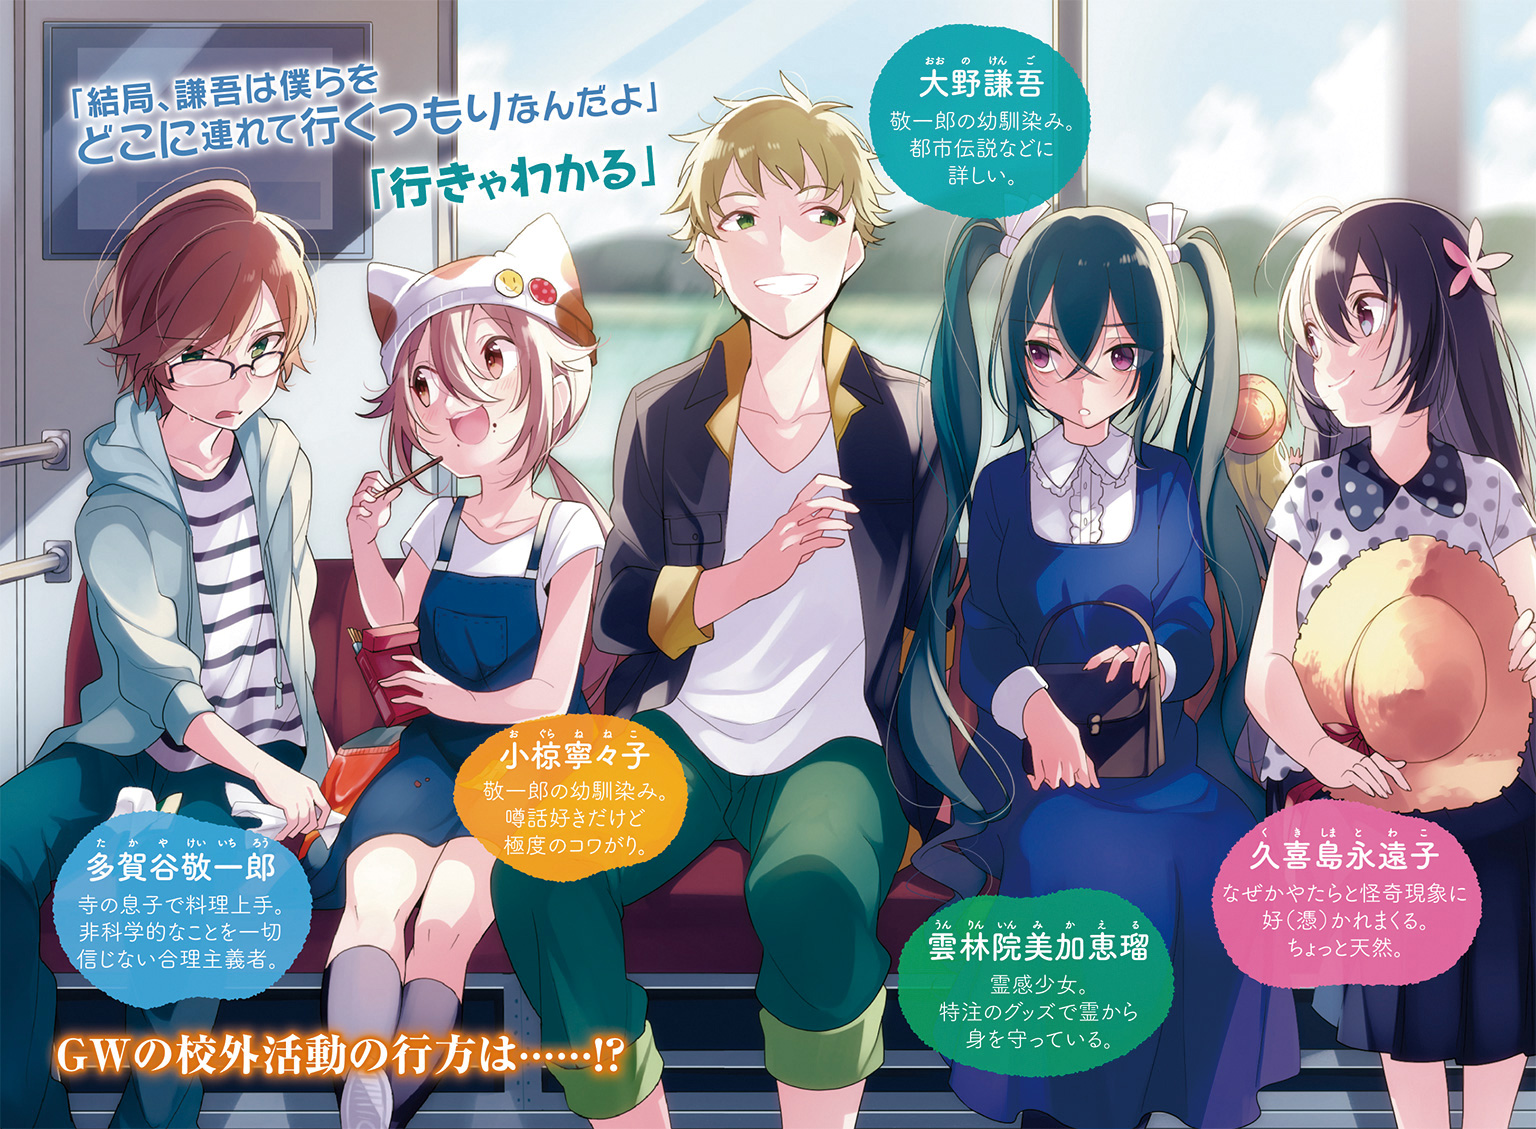 「結局、謙吾は僕らを
どこに連れて行くつもりなんだよ」
「行きゃわかる」
おおのけんご
大野謙吾
敬一郎の幼馴染み。
都市伝説などに
詳しい。
おぐらねねこ
小椋寧々子
敬一郎の幼馴染み。
噂話好きだけど
極度のコワがり。
たかやけいいちろう
多賀谷敬一郎
寺の息子で料理上手。
非科学的なことを一切
信じない合理主義者。
うんりんいんみかえる
雲林院美加恵瑠
霊感少女。
特注のグッズで霊から
身を守っている。
くきしまとわこ
久喜島永遠子
なぜかやたらと怪奇現象に
好(憑)かれまくる。
ちょっと天然。
GWの校外活動の行方は……!?